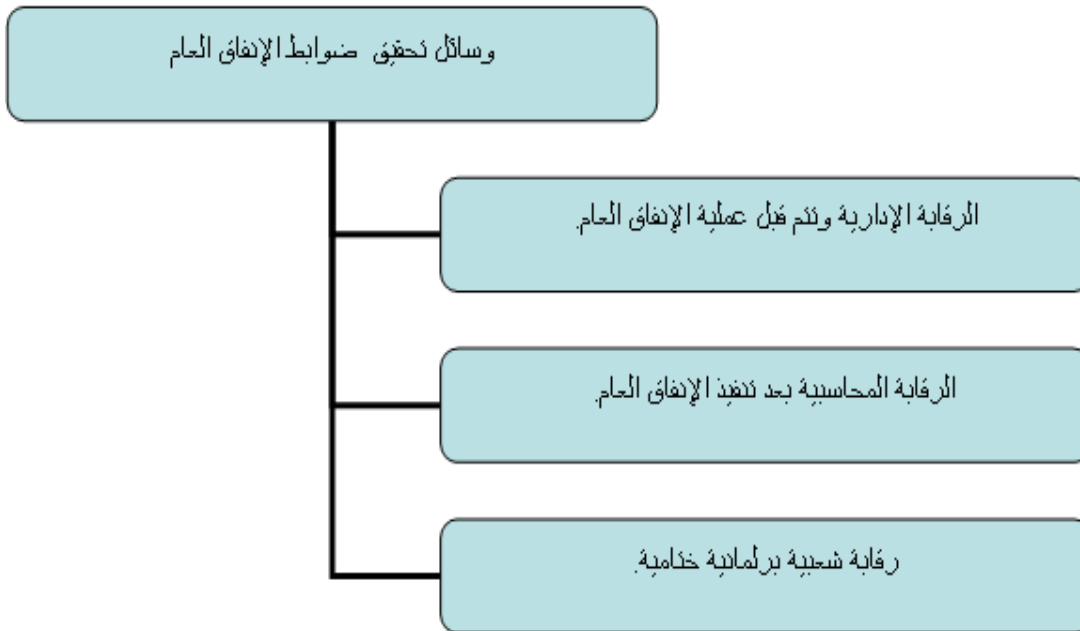 وسائل تحقيق ضوابط الإنفاق العام
الرقابة الإدارية وتتم قبل عملية الإنفاق العام.
الرقابة المحاسبية بعد تنفيذ الإنفاق العام.
رقابة شعبية برلمانية ختامية.